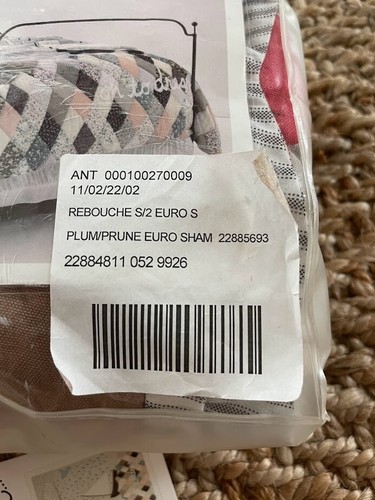 ANT 000100270009
11/02/22/02
REBOUCHE S/2 EURO S
PLUM/PRUNE EURO SHAM 22885693
22884811 052 9926